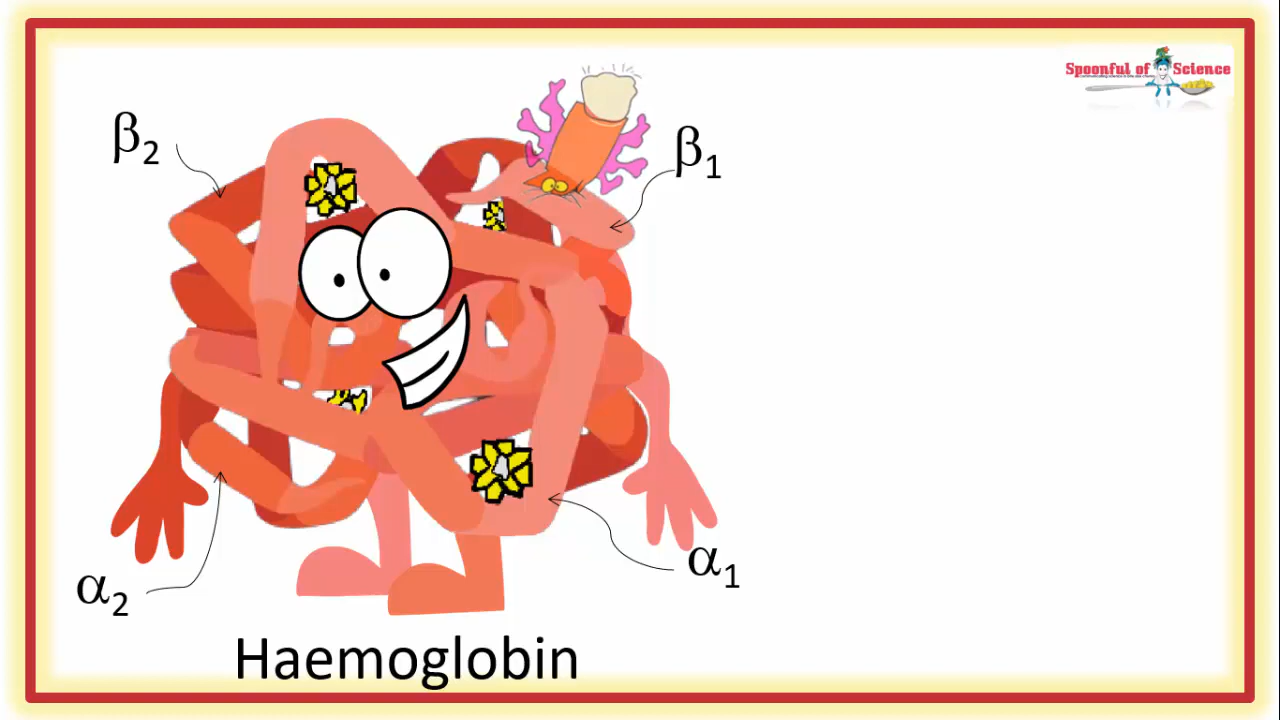 Spoonful of Science
β2
β1
α2
α1
Haemoglobin